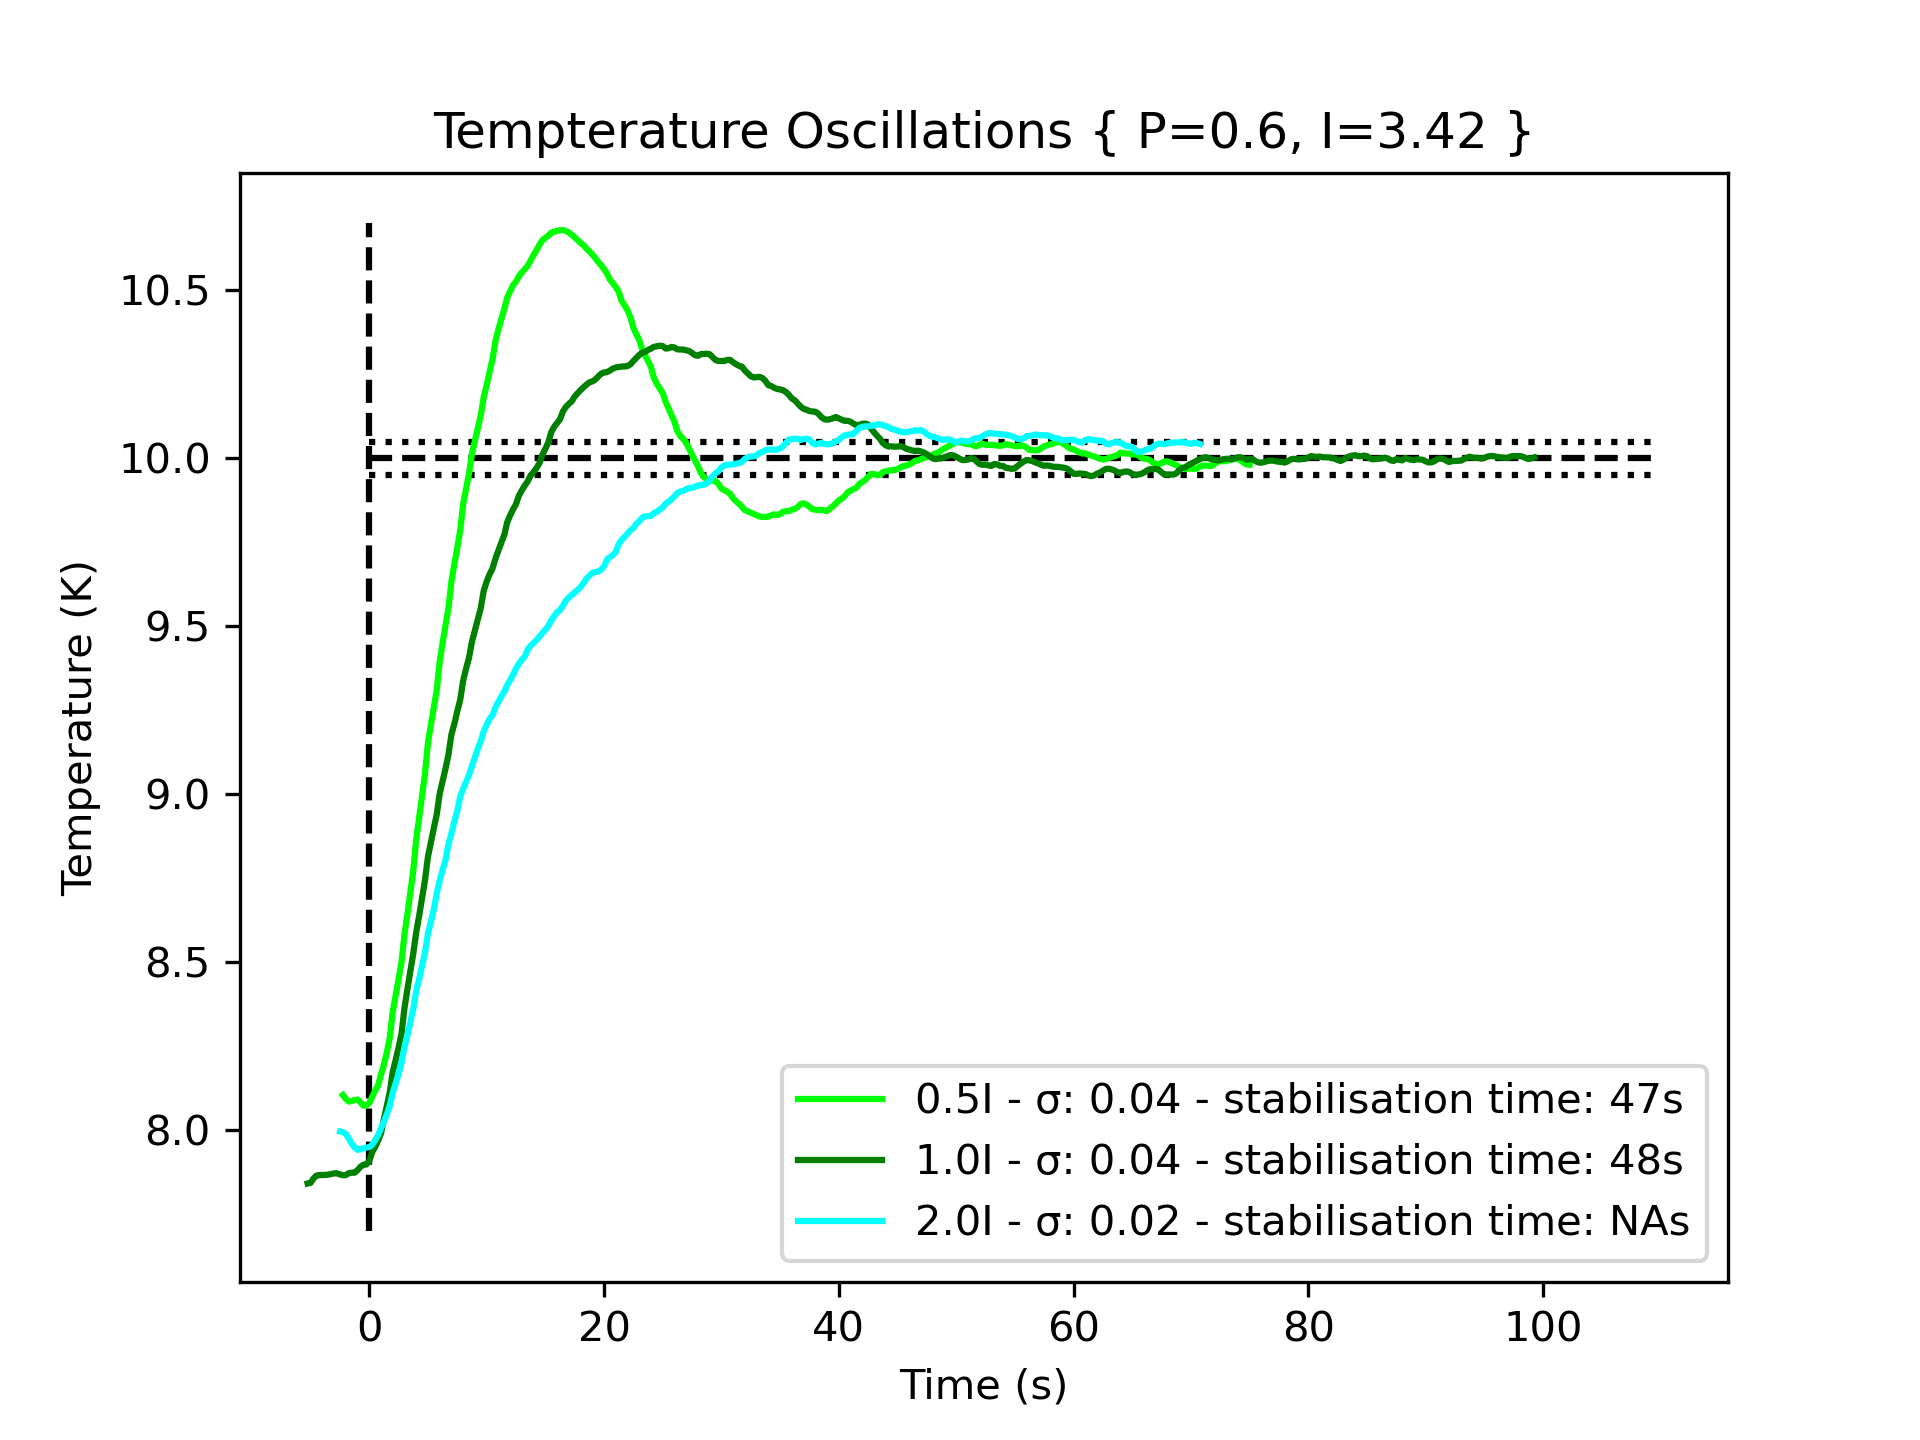 Tempterature Oscillations { P=0.6, I=3.42 }
Temperature (K)
10.5
10.0
9.5
9.0
8.5
8.0
0.5I - σ: 0.04 - stabilisation time: 47s
1.0I - σ: 0.04 - stabilisation time: 48s
2.0I - σ: 0.02 - stabilisation time: NAs
0 20 40 60 80 100
Time (s)